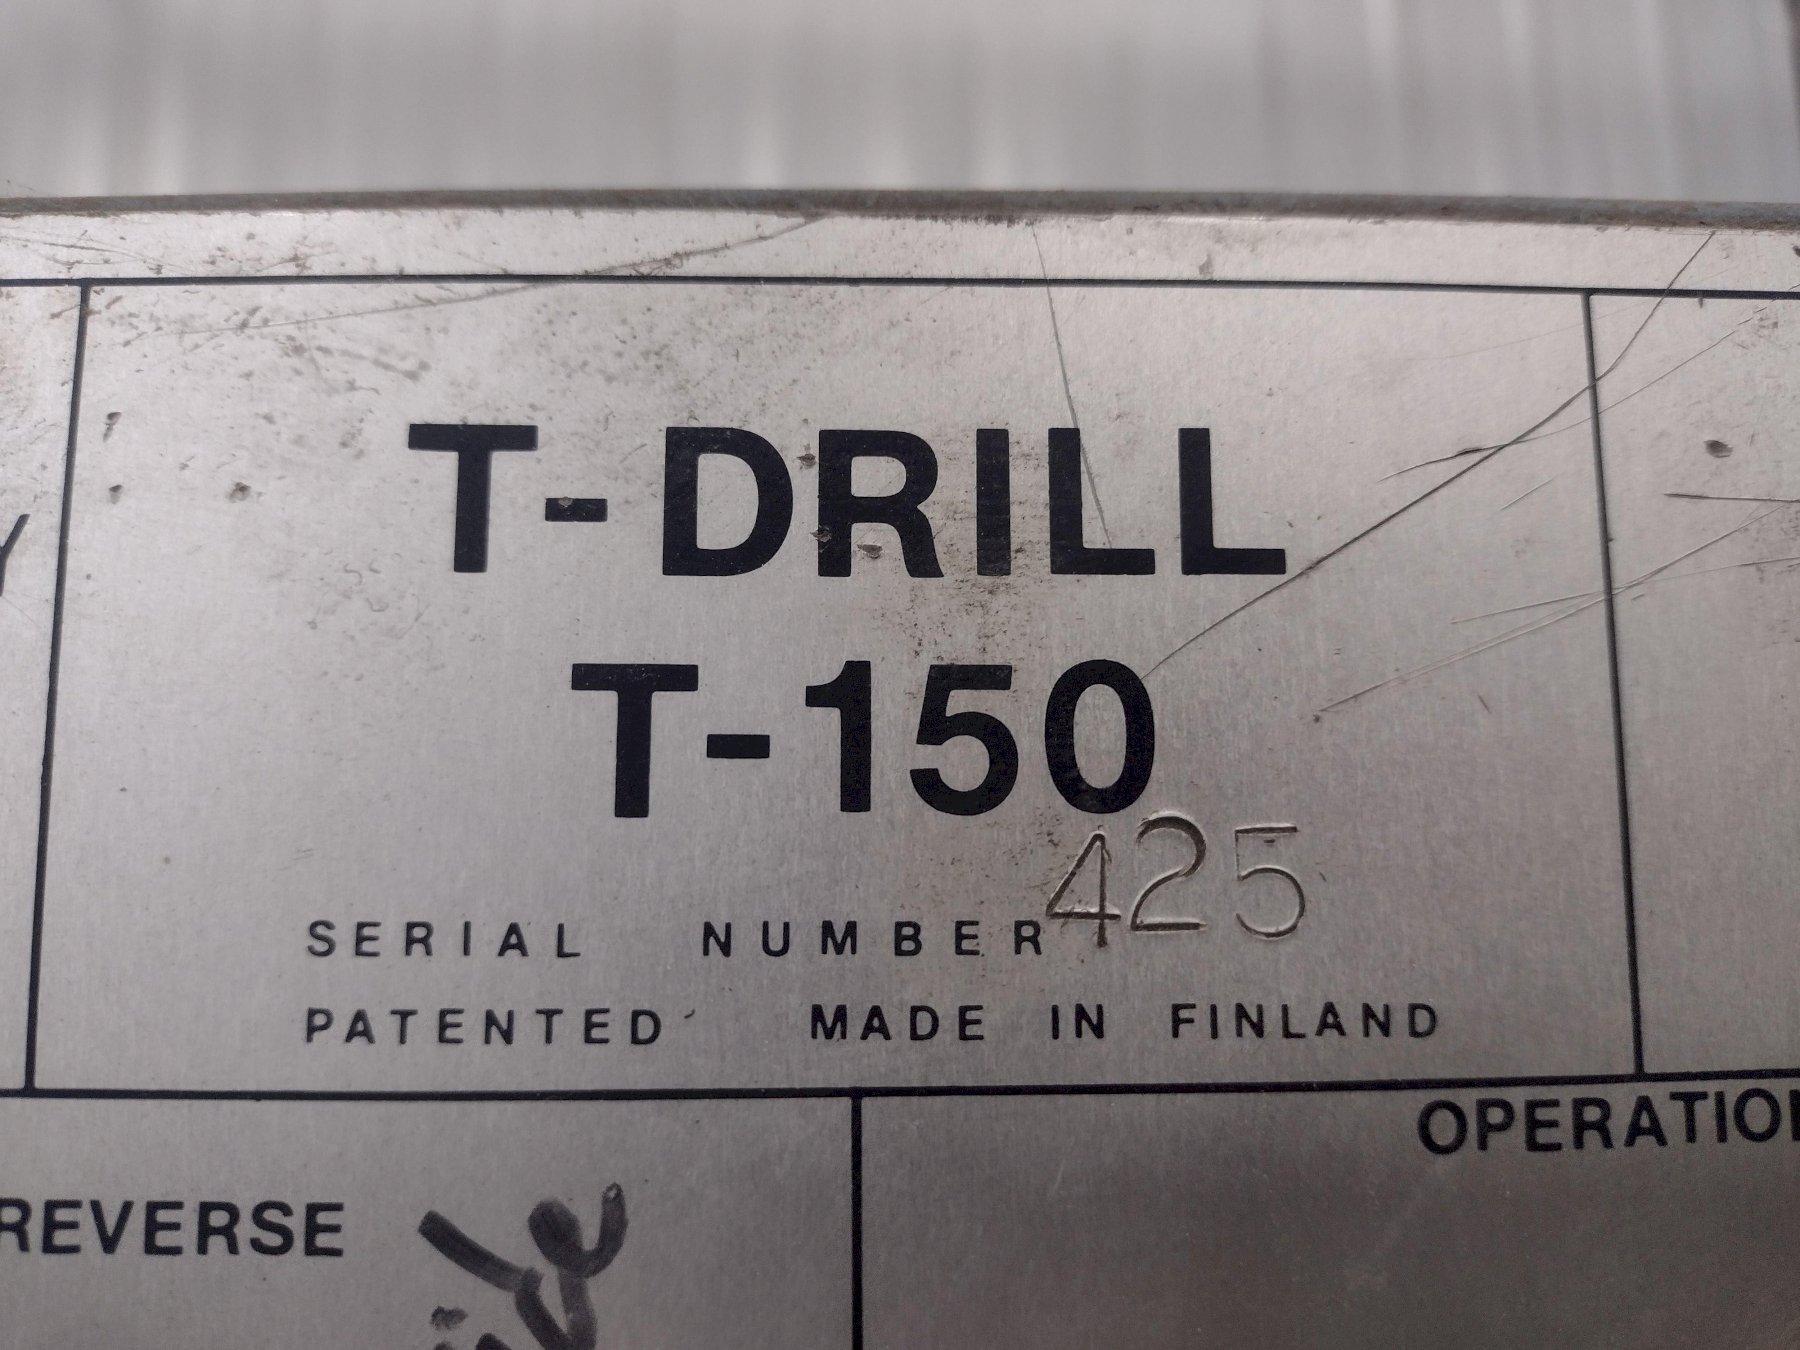 T-DRILL
T-150
SERIAL NUMBER 425
PATENTED MADE IN FINLAND
OPERATIO
REVERSE